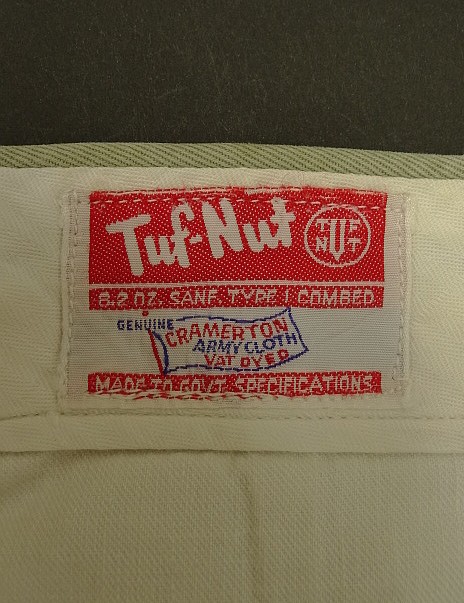 Tuf-Nut
TUF
NUT
8.2 OZ. SANF. TYPE I COMBED
GENUINE
CRAMERTON
ARMY CLOTH
VAT DYED
MADE TO GOV'T. SPECIFICATIONS